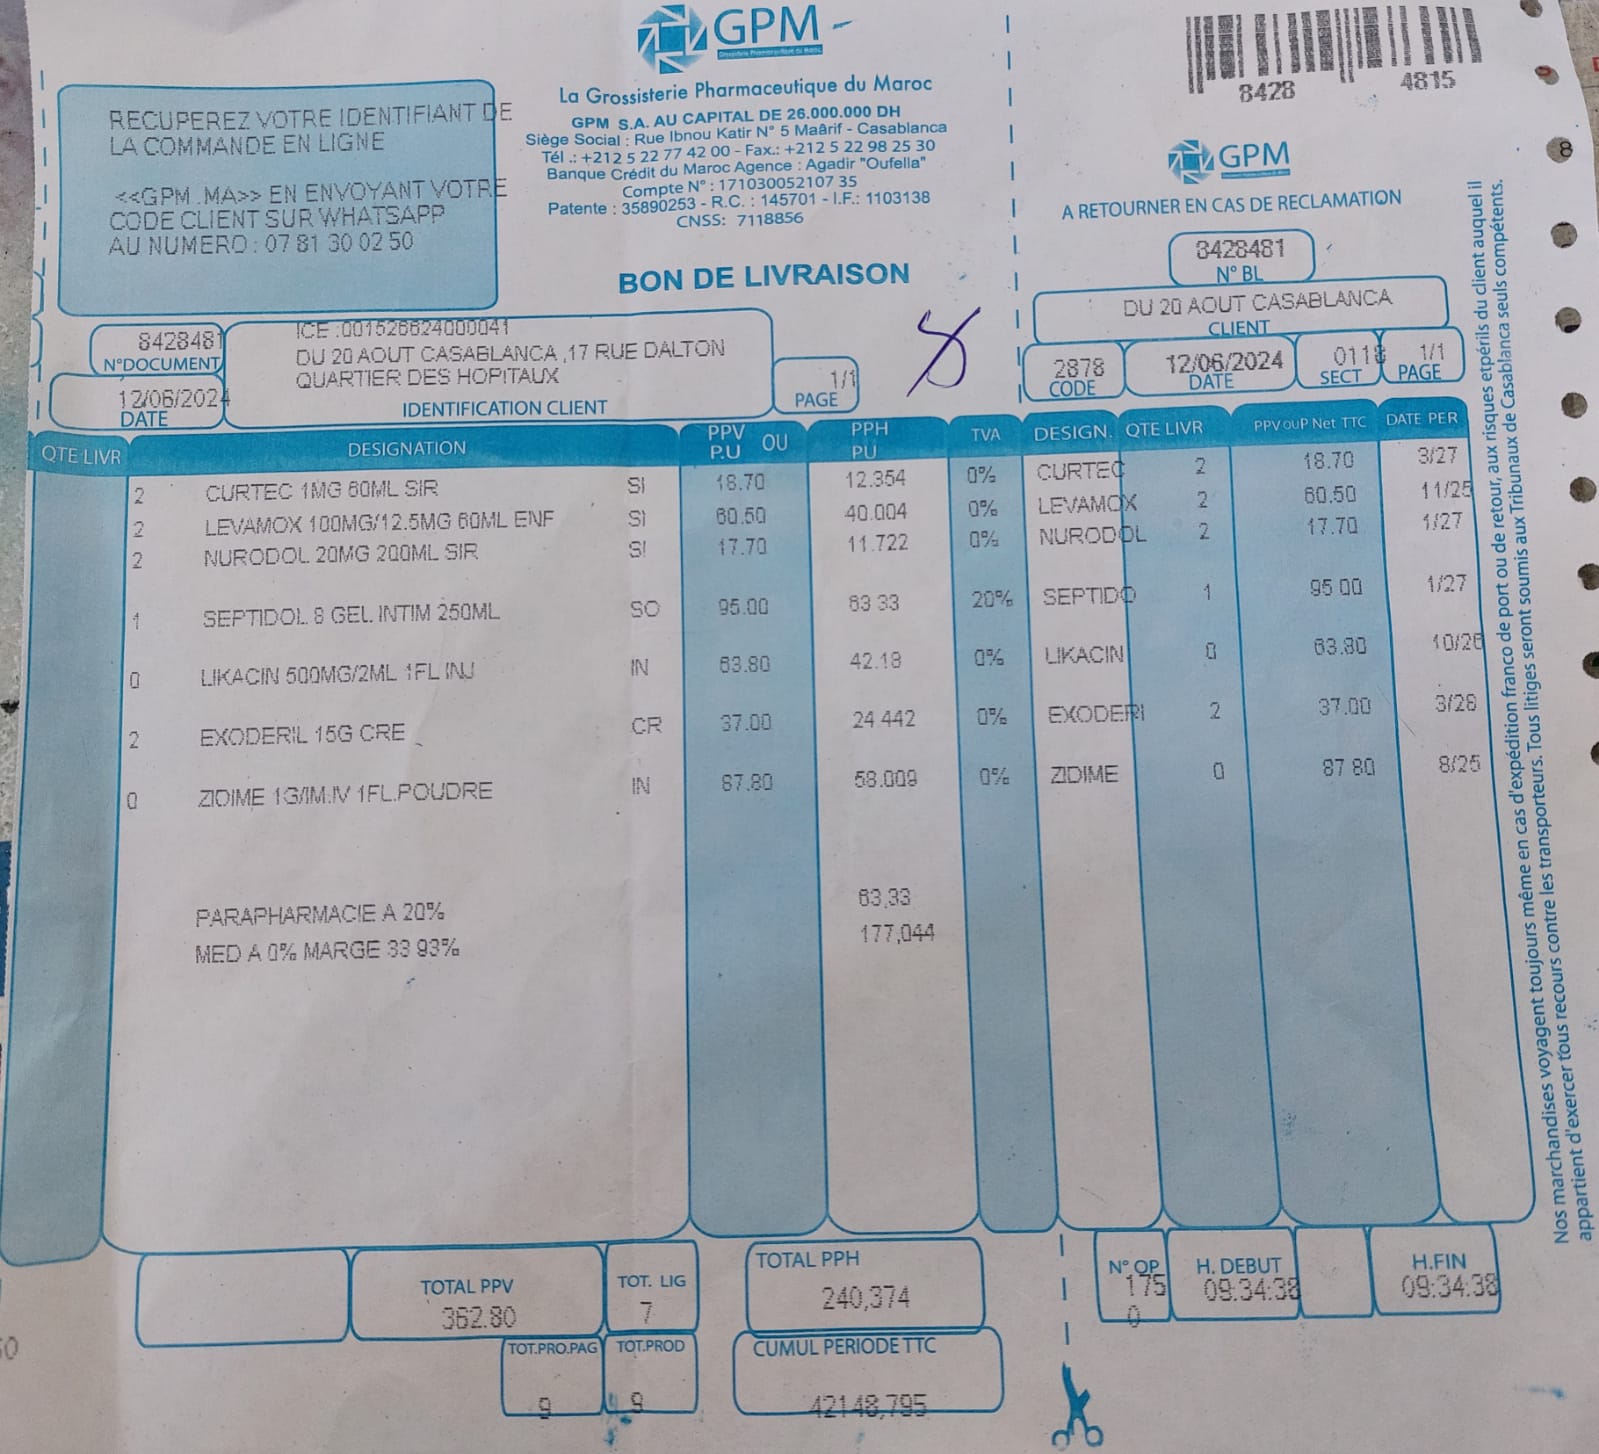 GPM
Grossisterie Pharmaceutique du Maroc
La Grossisterie Pharmaceutique du Maroc
GPM S.A. AU CAPITAL DE 26.000.000 DH
Siège Social : Rue Ibnou Katir N° 5 Maârif - Casablanca
Tél .: +212 5 22 77 42 00 - Fax.: +212 5 22 98 25 30
Banque Crédit du Maroc Agence : Agadir "Oufella"
Compte N° : 171030052107 35
Patente : 35890253 - R.C. : 145701 - I.F.: 1103138
CNSS: 7118856
RECUPEREZ VOTRE IDENTIFIANT DE
LA COMMANDE EN LIGNE
<<GPM .MA>> EN ENVOYANT VOTRE
CODE CLIENT SUR WHATSAPP
AU NUMERO : 07 81 30 02 50
BON DE LIVRAISON
8428481
N°DOCUMENT
12/06/2024
DATE
ICE :001526624000041
DU 20 AOUT CASABLANCA ,17 RUE DALTON
QUARTIER DES HOPITAUX
IDENTIFICATION CLIENT
1/1
PAGE
8428 4815
GPM
A RETOURNER EN CAS DE RECLAMATION
8428481
N° BL
DU 20 AOUT CASABLANCA
CLIENT
2878
CODE
12/06/2024
DATE
0118
SECT
1/1
PAGE
QTE LIVR DESIGNATION PPV OU P.U PPH PU TVA DESIGN. QTE LIVR PPV OU P Net TTC DATE PER
2 CURTEC 1MG 60ML SIR SI 18.70 12.354 0% CURTEC 2 18.70 3/27
2 LEVAMOX 100MG/12.5MG 60ML ENF SI 60.50 40.004 0% LEVAMOX 2 60.50 11/25
2 NURODOL 20MG 200ML SIR SI 17.70 11.722 0% NURODOL 2 17.70 1/27
1 SEPTIDOL 8 GEL INTIM 250ML SO 95.00 63.33 20% SEPTIDO 1 95.00 1/27
0 LIKACIN 500MG/2ML 1FL INJ IN 63.80 42.18 0% LIKACIN 0 63.80 10/26
2 EXODERIL 15G CRE CR 37.00 24.442 0% EXODERI 2 37.00 3/28
0 ZIDIME 1G/IM.IV 1FL.POUDRE IN 87.80 58.009 0% ZIDIME 0 87.80 8/25
PARAPHARMACIE A 20% 63,33
MED A 0% MARGE 33.93% 177,044
TOTAL PPV
362.80
TOT. LIG
7
TOTAL PPH
240,374
TOT.PRO.PAG
9
TOT.PROD
9
CUMUL PERIODE TTC
42148,795
N° OP
175
0
H. DEBUT
09:34:38
H.FIN
09:34:38
Nos marchandises voyagent toujours même en cas d'expédition franco de port ou de retour, aux risques et périls du client auquel il
appartient d'exercer tous recours contre les transporteurs. Tous litiges seront soumis aux Tribunaux de Casablanca seuls compétents.